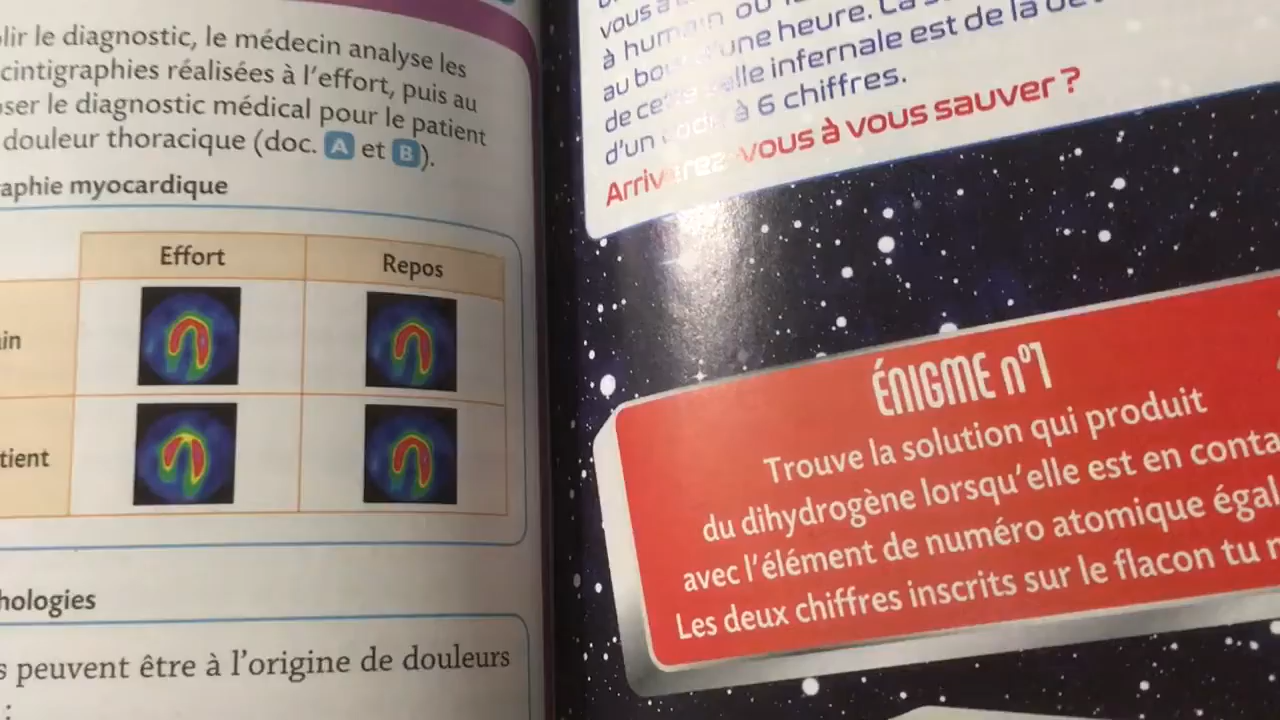 lir le diagnostic, le médecin analyse les
cintigraphies réalisées à l'effort, puis au
ser le diagnostic médical pour le patient
douleur thoracique (doc. A et B).
aphie myocardique
Effort Repos
in
tient
hologies
s peuvent être à l'origine de douleurs
:
vous à
à humain ou
au bout d'une heure. La
de cette salle infernale est de la
d'un code à 6 chiffres.
Arriverez-vous à vous sauver ?
ÉNIGME n°1
Trouve la solution qui produit
du dihydrogène lorsqu'elle est en conta
avec l'élément de numéro atomique égal
Les deux chiffres inscrits sur le flacon tu